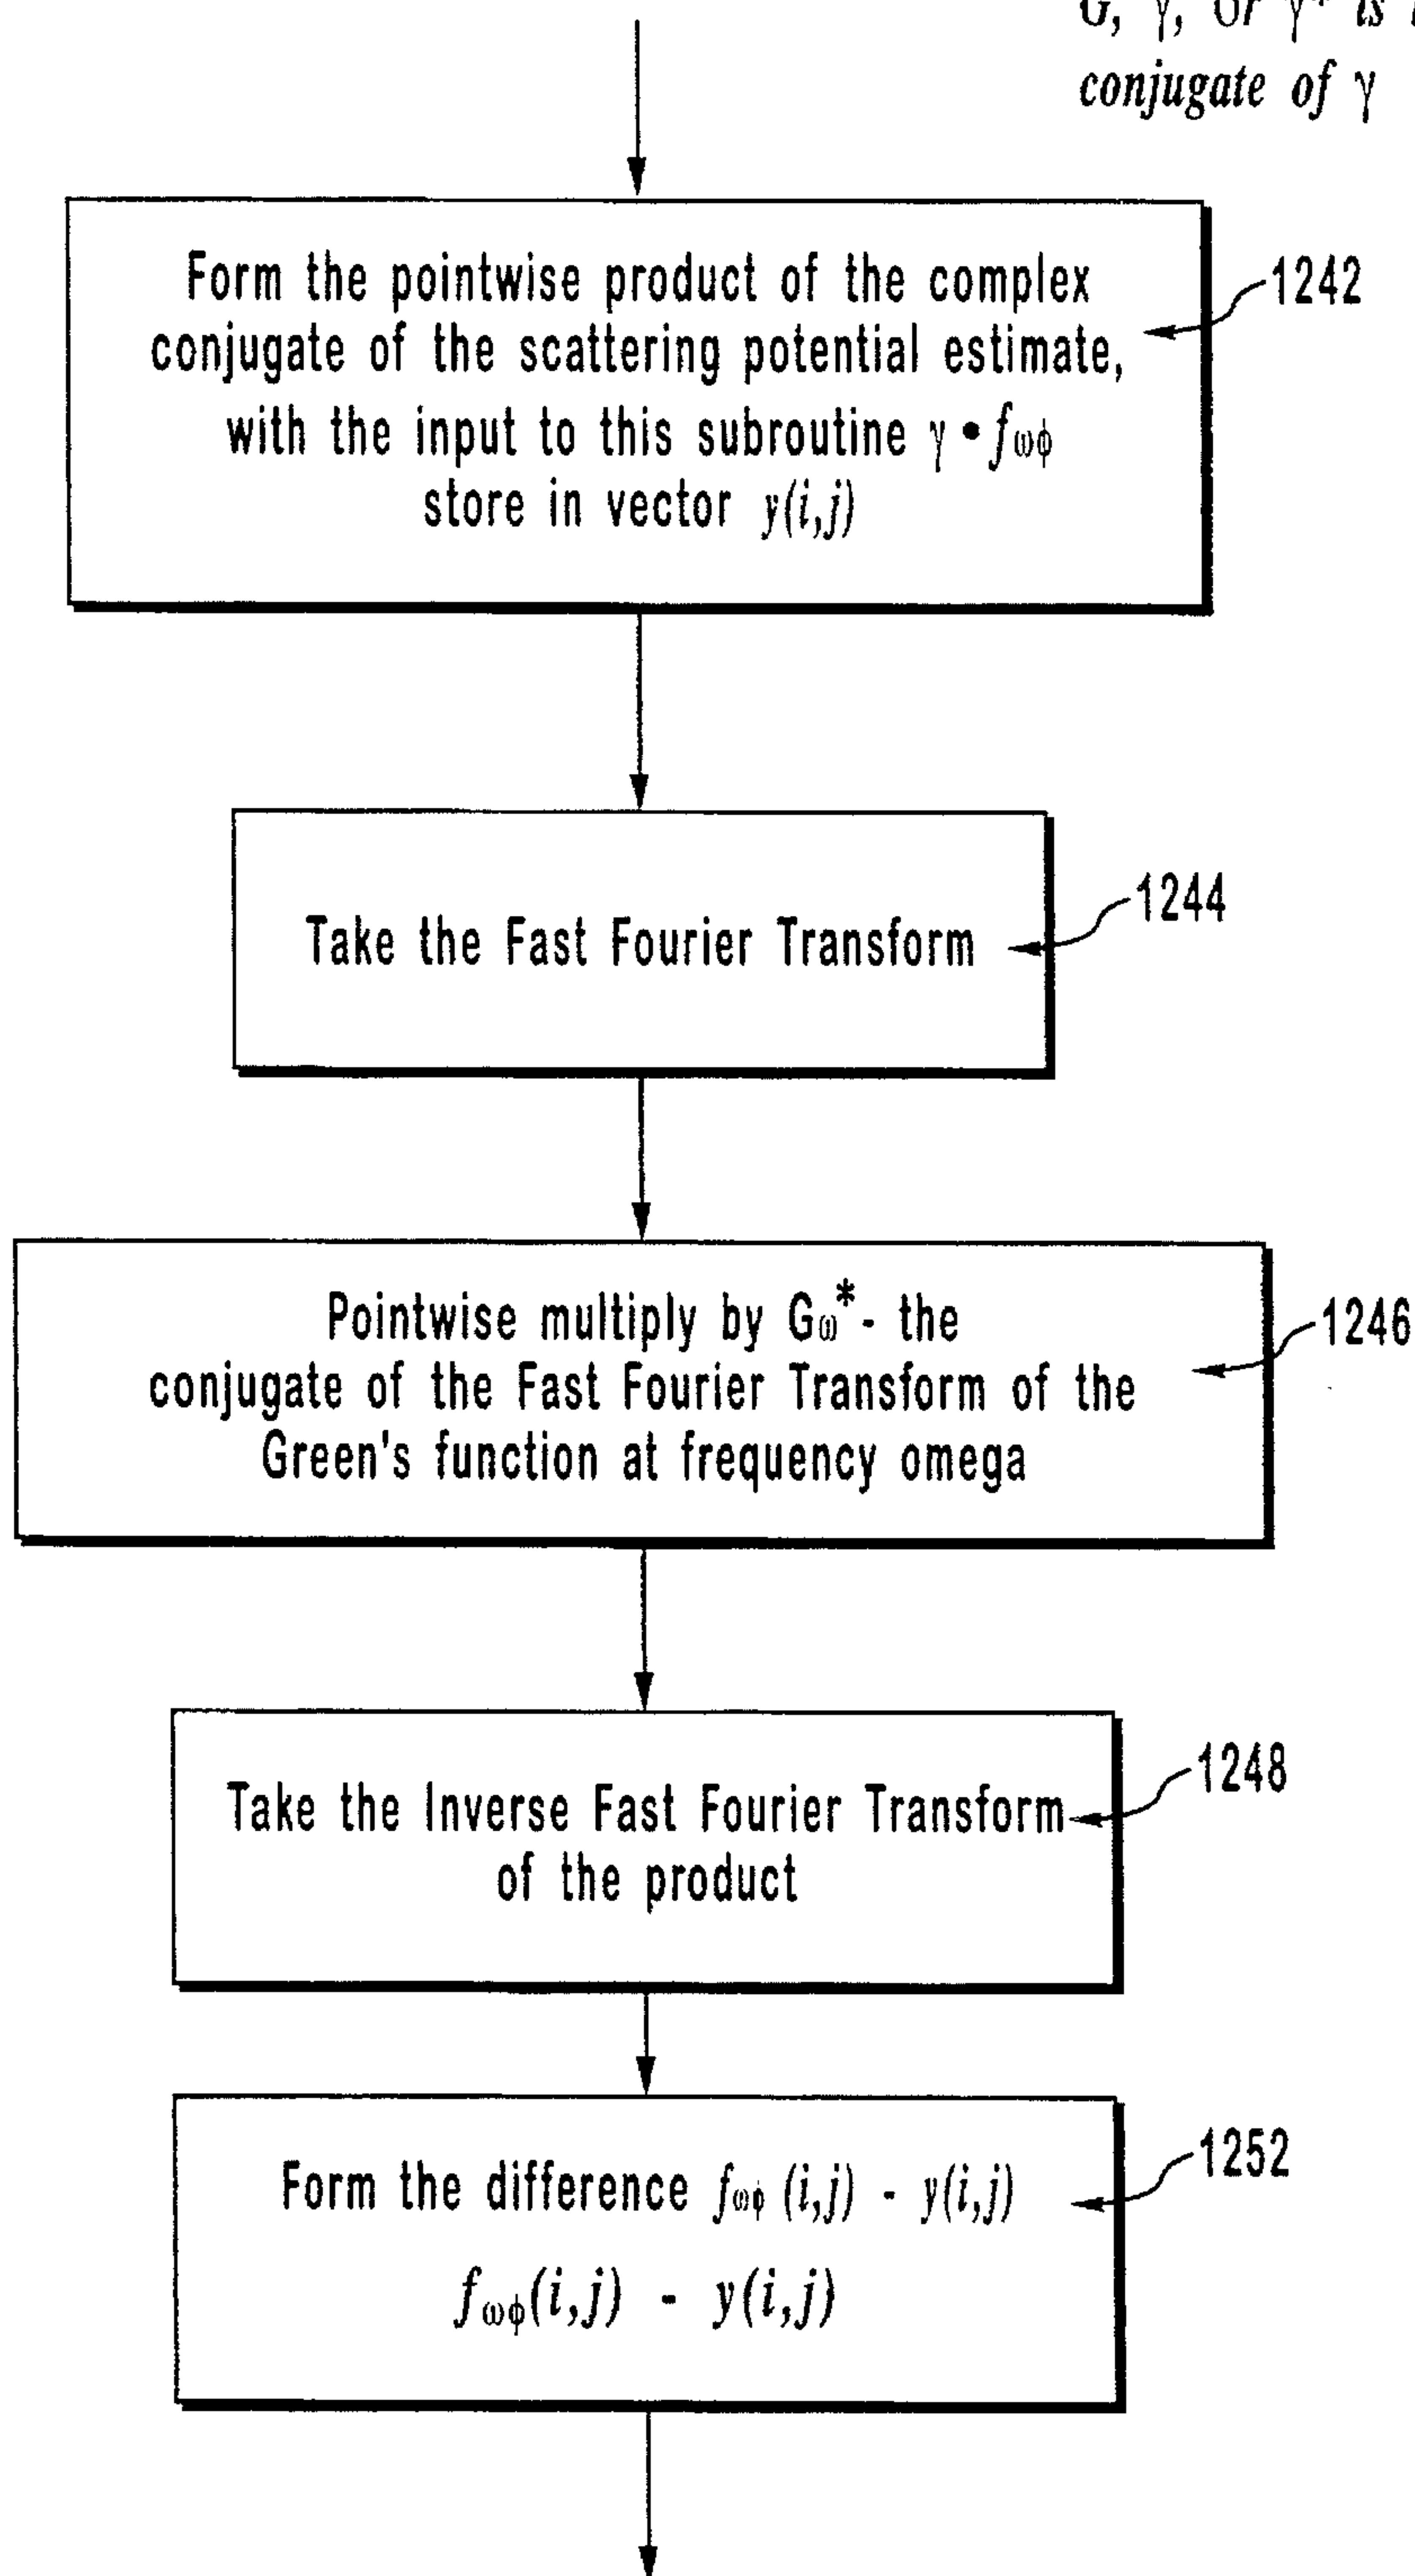 G, γ, Or γ* is
conjugate of γ
Form the pointwise product of the complex
conjugate of the scattering potential estimate,
with the input to this subroutine γ • fωϕ
store in vector y(i,j)
1242
Take the Fast Fourier Transform
1244
Pointwise multiply by Gω* - the
conjugate of the Fast Fourier Transform of the
Green's function at frequency omega
1246
Take the Inverse Fast Fourier Transform
of the product
1248
Form the difference fωϕ (i,j) - y(i,j)
fωϕ(i,j) - y(i,j)
1252